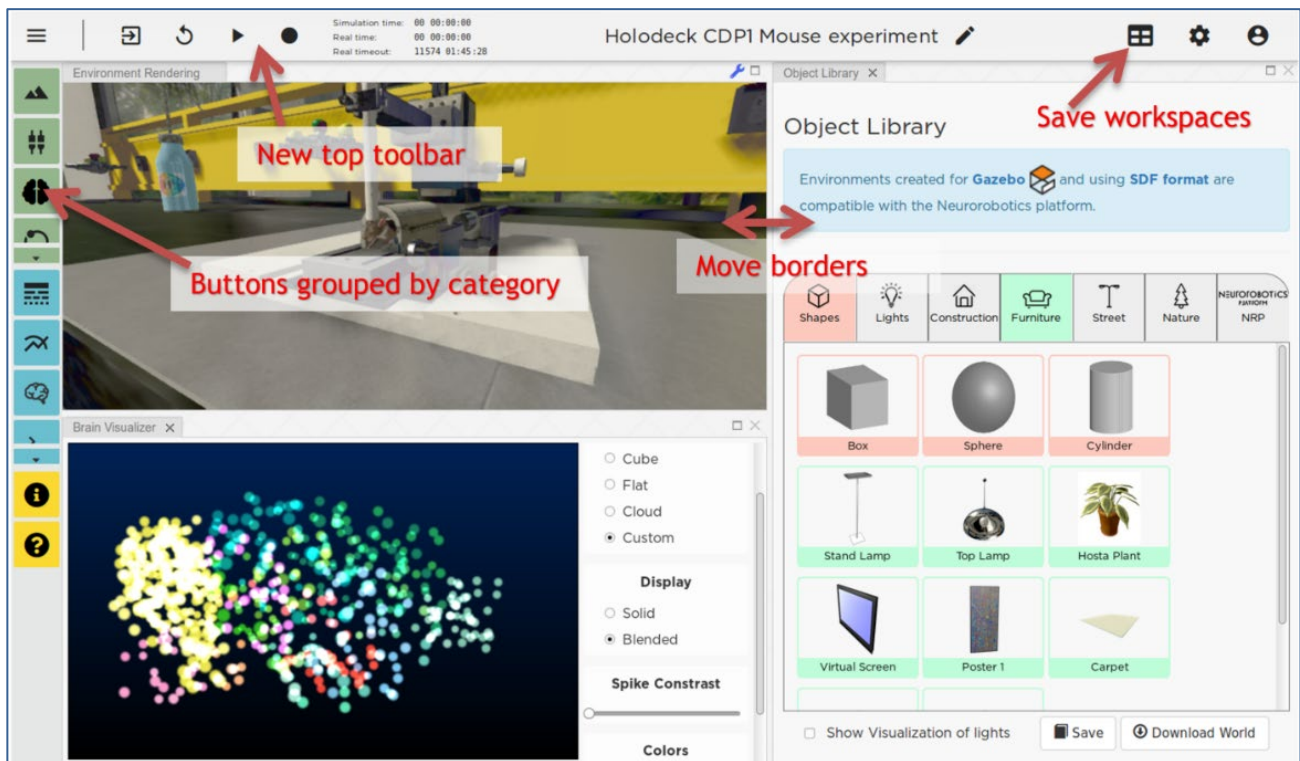 Simulation time: 00 00:00:00
Real time: 00 00:00:00
Real timeout: 11574 01:45:28
Holodeck CDP1 Mouse experiment
Environment Rendering
New top toolbar
Buttons grouped by category
Move borders
Save workspaces
Object Library
Object Library
Environments created for Gazebo and using SDF format are
compatible with the Neurorobotics platform.
Shapes
Lights
Construction
Furniture
Street
Nature
NEUROROBOTICS
PLATFORM
NRP
Box
Sphere
Cylinder
Stand Lamp
Top Lamp
Hosta Plant
Virtual Screen
Poster 1
Carpet
Show Visualization of lights
Save
Download World
Brain Visualizer
Cube
Flat
Cloud
Custom
Display
Solid
Blended
Spike Constrast
Colors